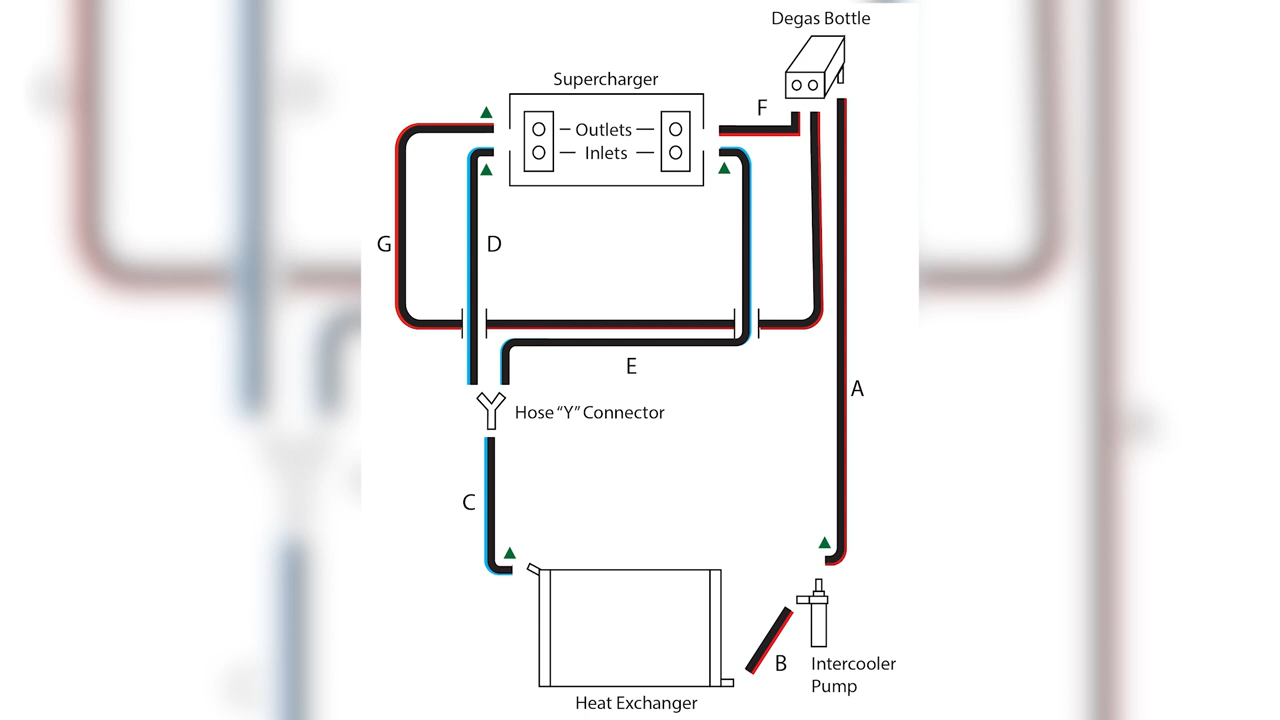 Degas Bottle
Supercharger
F
Outlets
Inlets
G
D
E
A
Hose “Y” Connector
C
B
Intercooler
Pump
Heat Exchanger